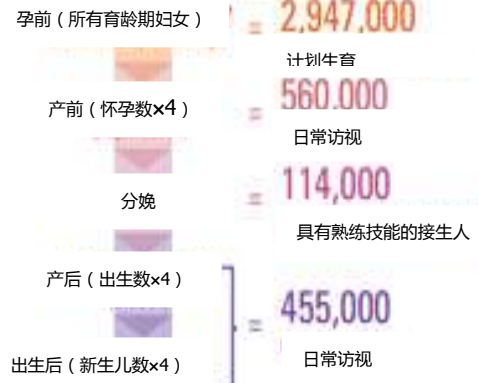 孕前（所有育龄期妇女） = 2,947,000
计划生育
产前（怀孕数×4） = 560.000
日常访视
分娩 = 114,000
具有熟练技能的接生人
产后（出生数×4）
= 455,000
出生后（新生儿数×4） 日常访视